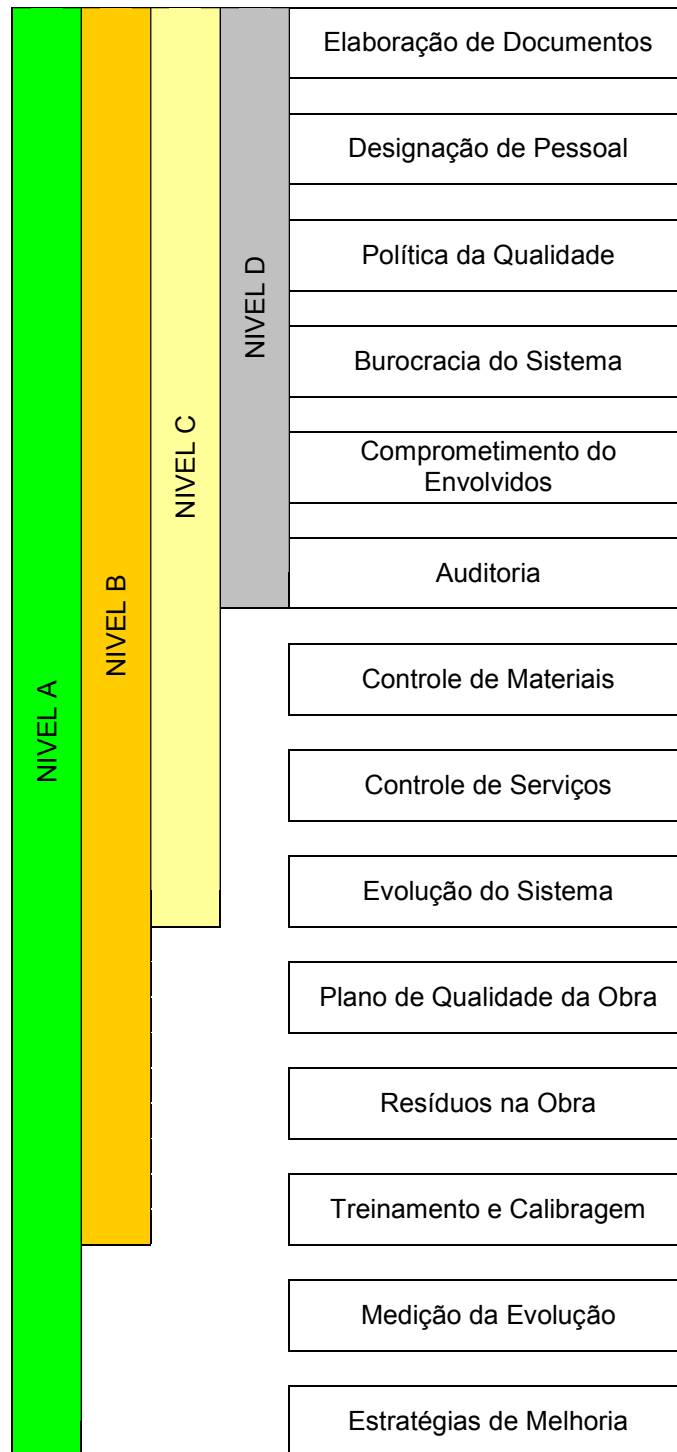 Elaboração de Documentos
Designação de Pessoal
Política da Qualidade
NIVEL D
Burocracia do Sistema
NIVEL C
Comprometimento do
Envolvidos
Auditoria
NIVEL B
Controle de Materiais
NIVEL A
Controle de Serviços
Evolução do Sistema
Plano de Qualidade da Obra
Resíduos na Obra
Treinamento e Calibragem
Medição da Evolução
Estratégias de Melhoria